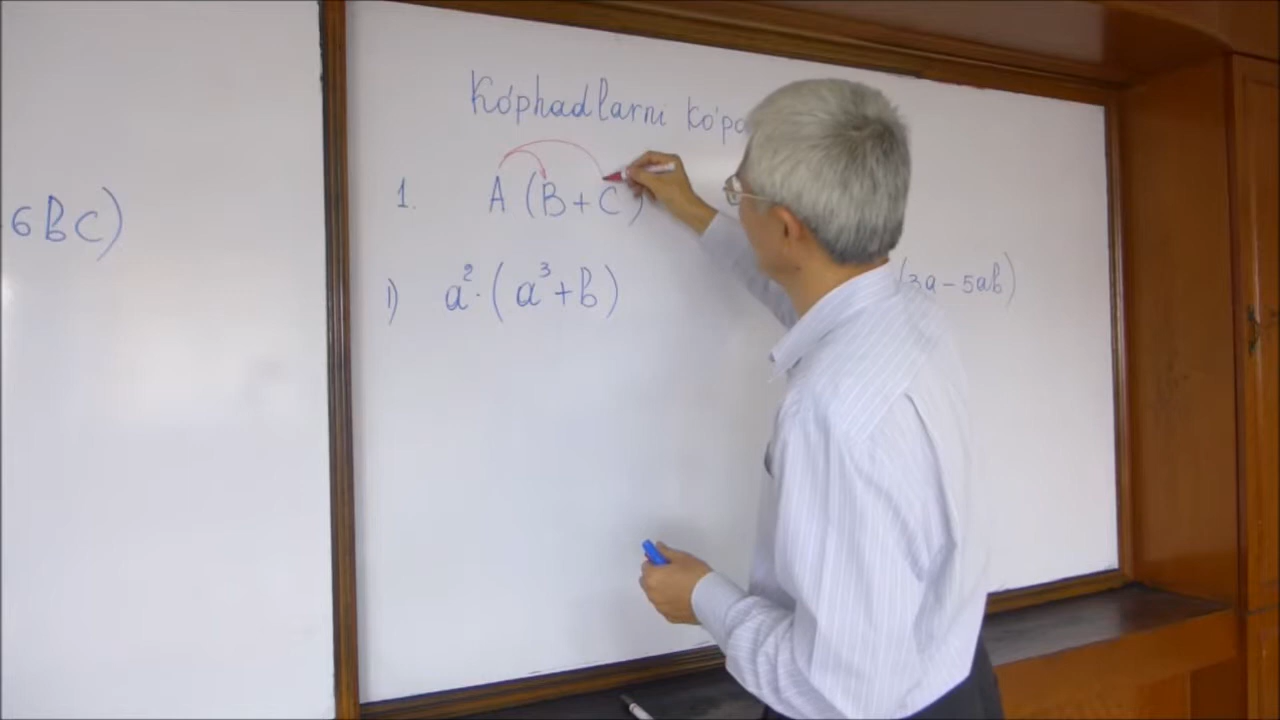 Ko'phadlarni
1. A (B + C)
1) a²·(a³+b)
(3a - 5ab)
6BC)